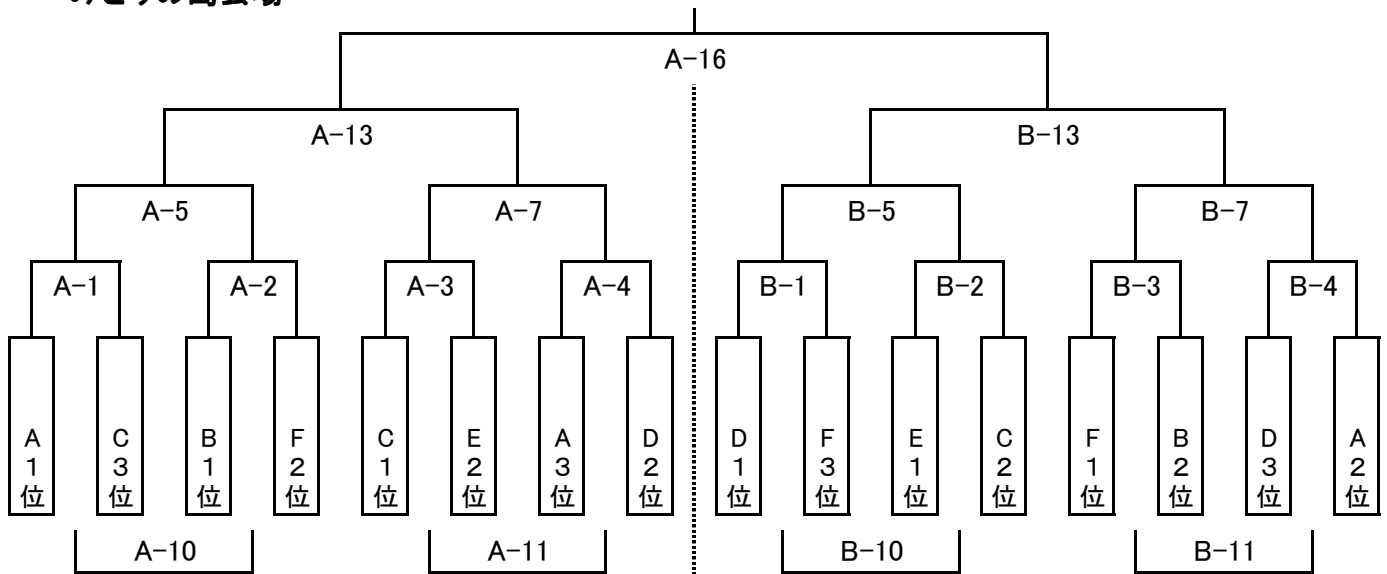 A-16
A-13 B-13
A-5 A-7 B-5 B-7
A-1 A-2 A-3 A-4 B-1 B-2 B-3 B-4
A1位 C3位 B1位 F2位 C1位 E2位 A3位 D2位 D1位 F3位 E1位 C2位 F1位 B2位 D3位 A2位
A-10 A-11 B-10 B-11